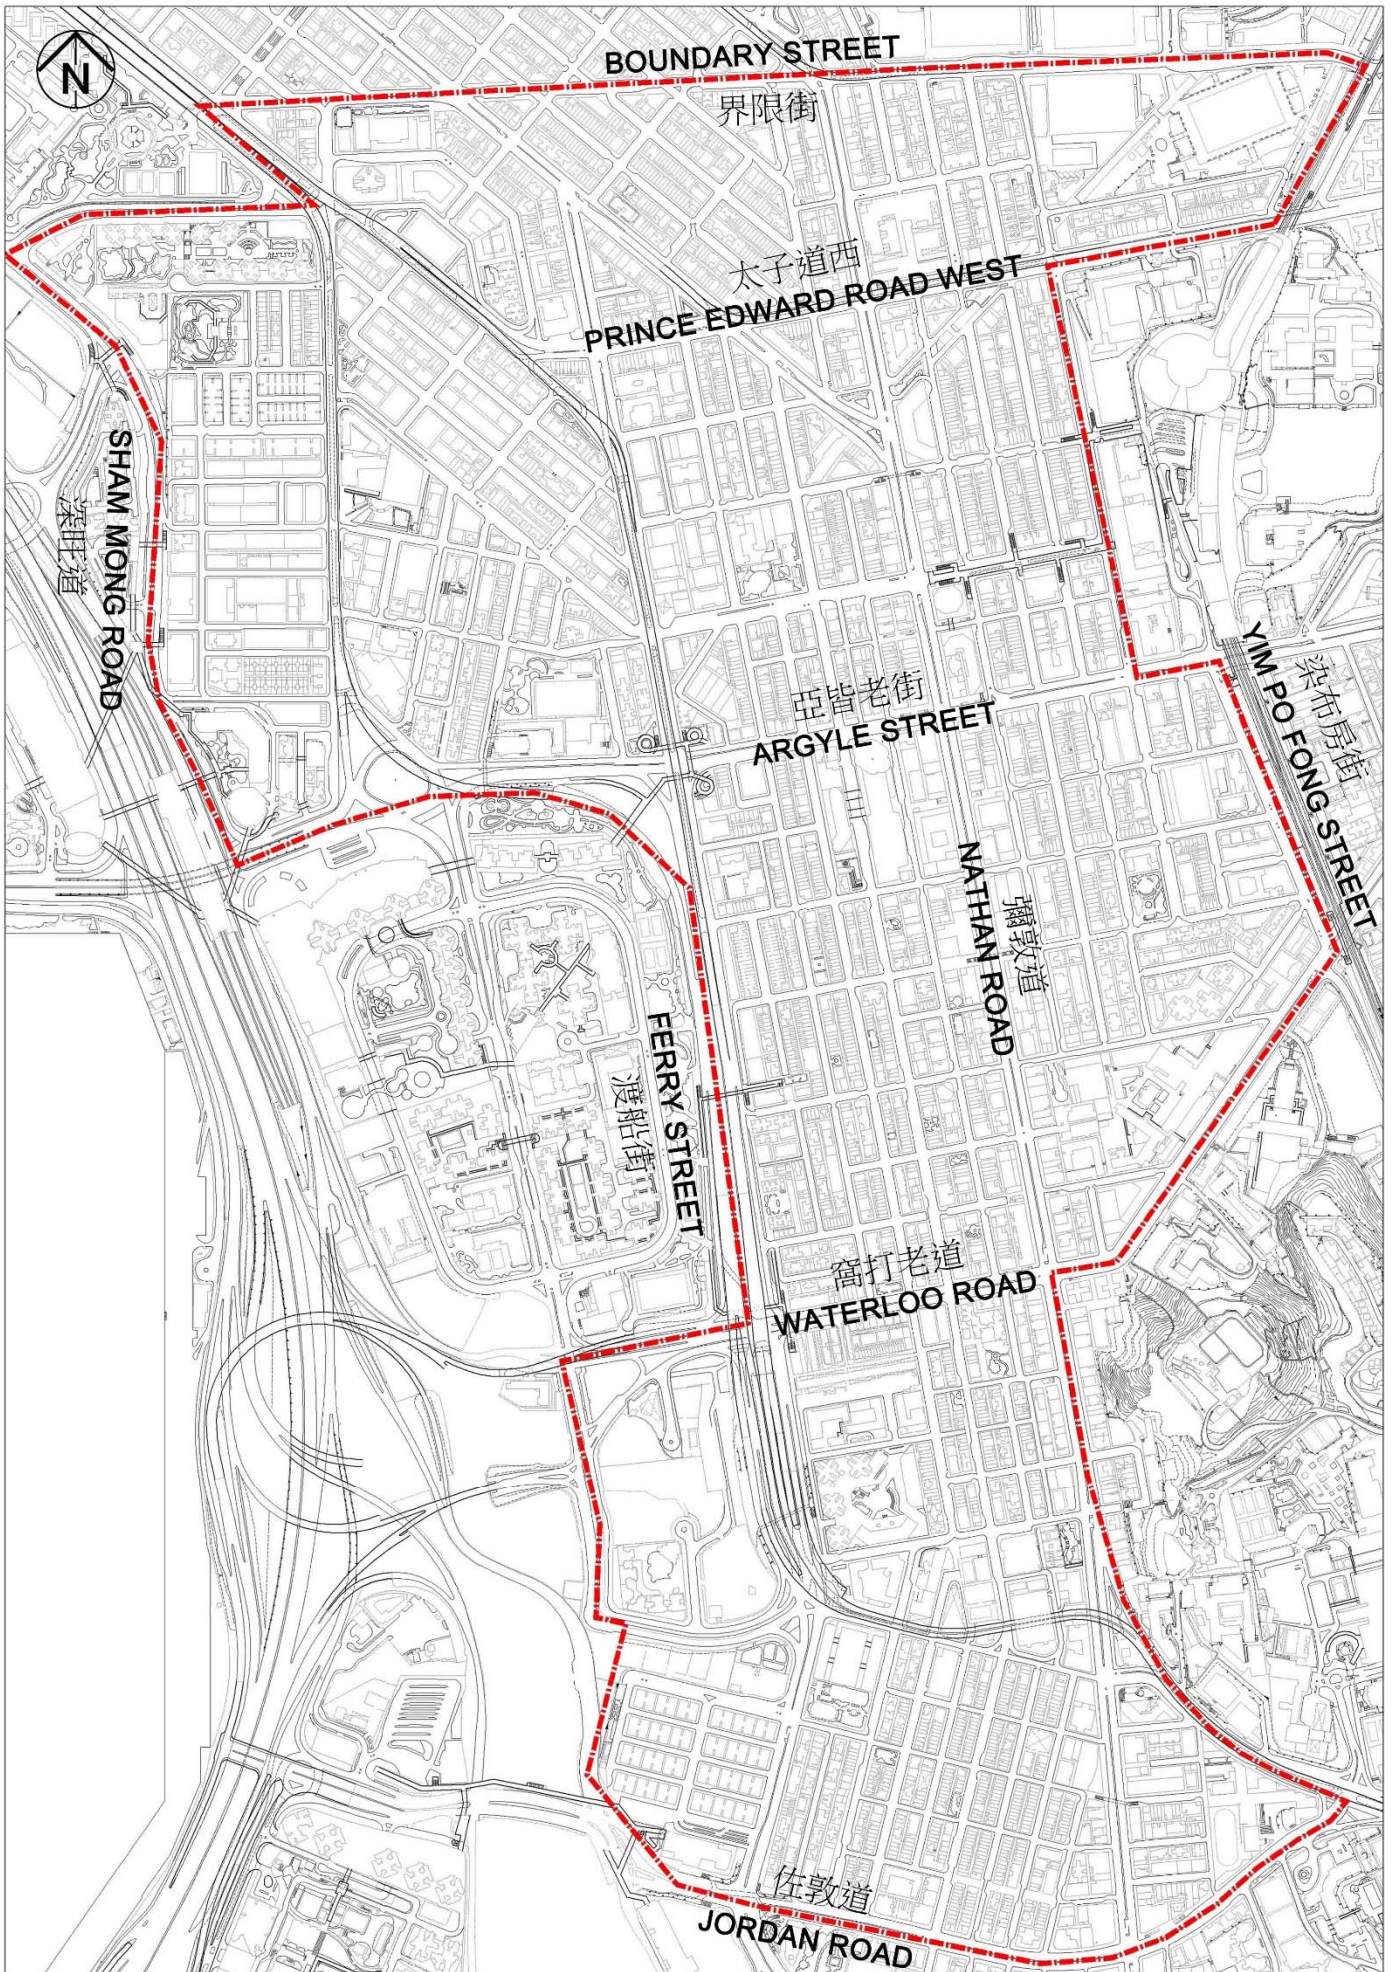 N
BOUNDARY STREET
界限街
太子道西
PRINCE EDWARD ROAD WEST
SHAM MONG ROAD
深旺道
亞皆老街
ARGYLE STREET
染布房街
YIM PO FONG STREET
彌敦道
NATHAN ROAD
FERRY STREET
渡船街
窩打老道
WATERLOO ROAD
佐敦道
JORDAN ROAD